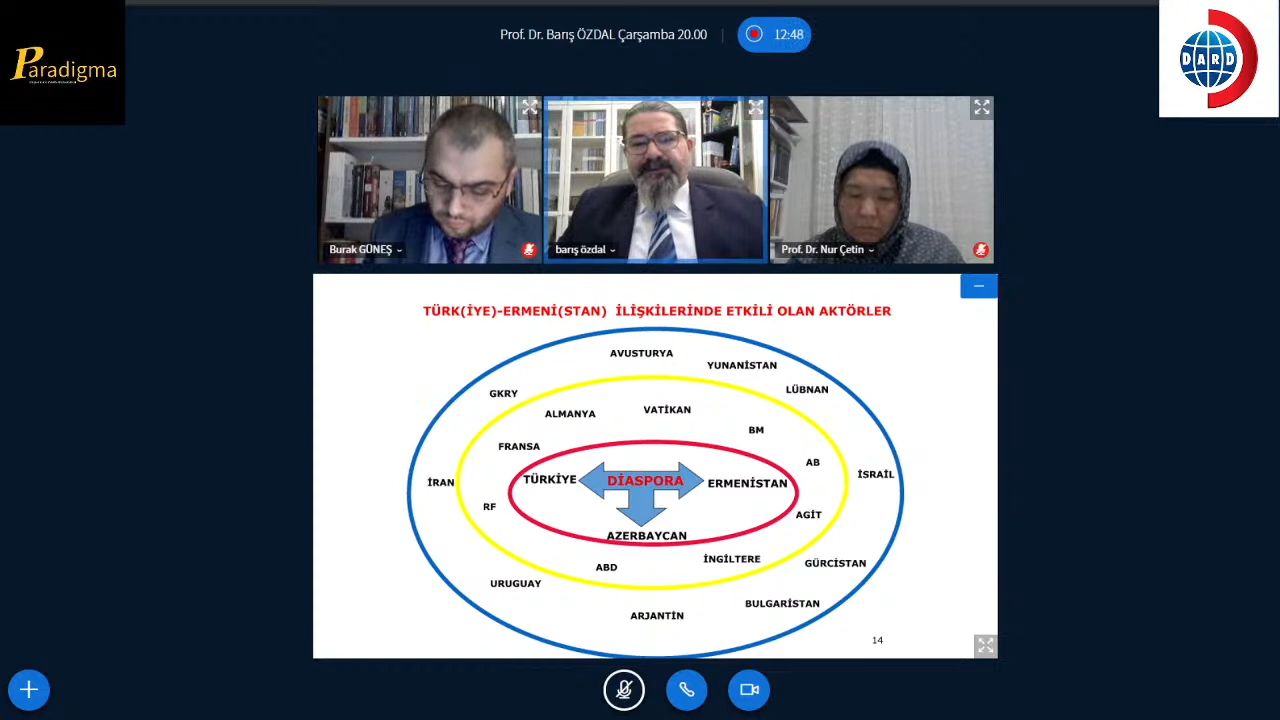 Paradigma
Prof. Dr. Barış ÖZDAL Çarşamba 20.00
12:48
DARD
Burak GÜNEŞ
barış özdal
Prof. Dr. Nur Çetin
TÜRK(İYE)-ERMENİ(STAN) İLİŞKİLERİNDE ETKİLİ OLAN AKTÖRLER
AVUSTURYA
YUNANİSTAN
LÜBNAN
GKRY
ALMANYA
VATİKAN
BM
FRANSA
AB
İSRAİL
İRAN
TÜRKİYE
DİASPORA
ERMENİSTAN
RF
AGİT
AZERBAYCAN
İNGİLTERE
GÜRCİSTAN
ABD
URUGUAY
BULGARİSTAN
ARJANTİN
14